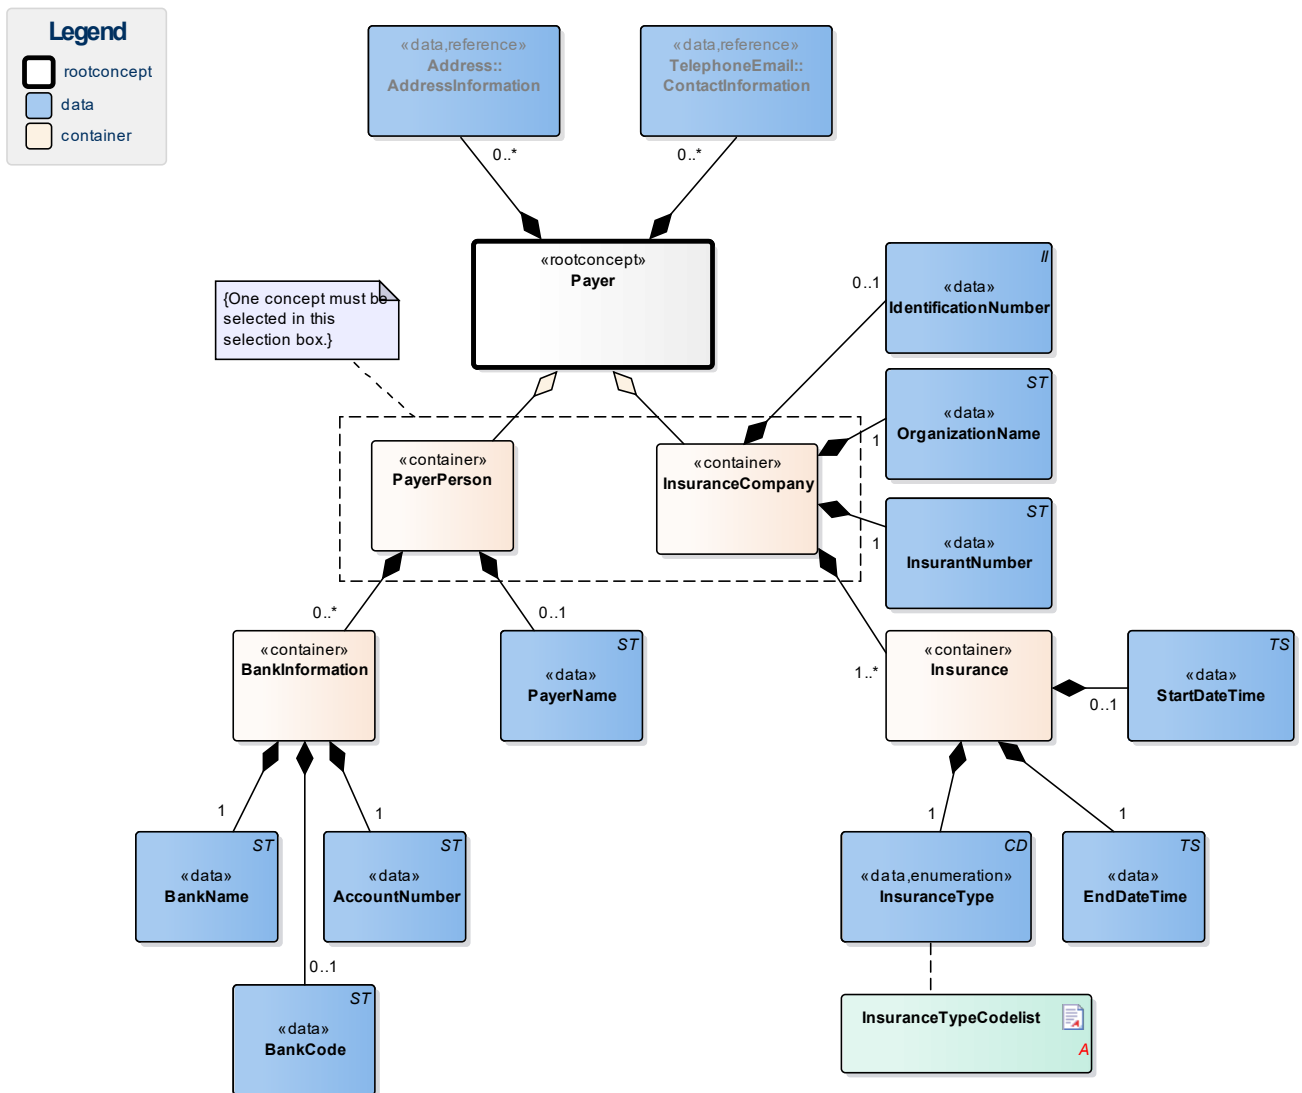 Legend
rootconcept
data
container
«data,reference»
Address::
AddressInformation
«data,reference»
TelephoneEmail::
ContactInformation
0..*
0..*
«rootconcept»
Payer
{One concept must be
selected in this
selection box.}
II
«data»
IdentificationNumber
0..1
ST
«data»
OrganizationName
1
«container»
PayerPerson
«container»
InsuranceCompany
ST
«data»
InsurantNumber
1
0..*
0..1
1..*
«container»
BankInformation
ST
«data»
PayerName
«container»
Insurance
TS
«data»
StartDateTime
0..1
1
1
1
1
ST
«data»
BankName
ST
«data»
AccountNumber
CD
«data,enumeration»
InsuranceType
TS
«data»
EndDateTime
0..1
ST
«data»
BankCode
InsuranceTypeCodelist
A